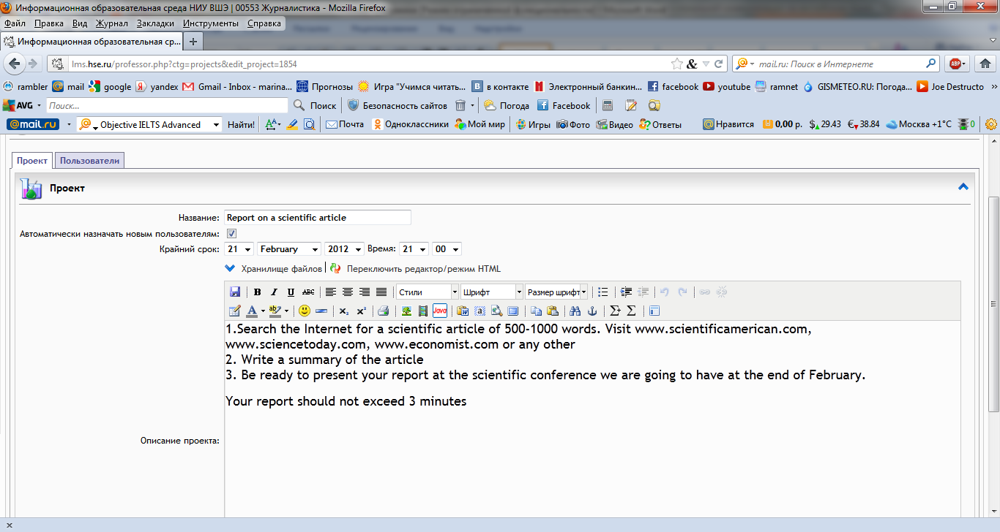 Информационная образовательная среда НИУ ВШЭ | 00553 Журналистика - Mozilla Firefox
Файл Правка Вид Журнал Закладки Инструменты Справка
Информационная образовательная ср... +
lms.hse.ru/professor.php?ctg=projects&edit_project=1854 & mail.ru: Поиск в Интернете ABP
rambler mail google yandex Gmail - Inbox - marina... Прогнозы Игра "Учимся читать... в контакте Электронный банкин... facebook youtube ramnet GISMETEO.RU: Погода... Joe Destructo »
AVG Поиск... Поиск Безопасность сайтов Погода Facebook
@mail.ru Objective IELTS Advanced Найти! Почта Одноклассники Мой мир Игры Фото Видео Ответы Нравится 0,00 р. $ 29.43 € 38.84 Москва +1°C 0
Проект Пользователи
Проект
Название: Report on a scientific article
Автоматически назначать новым пользователям:
Крайний срок: 21 February 2012 Время: 21 00
Хранилище файлов Переключить редактор/режим HTML
B I U ABC Стили Шрифт Размер шрифт
A ab x₂ x² Java Σ+ Σ
1.Search the Internet for a scientific article of 500-1000 words. Visit www.scientificamerican.com,
www.sciencetoday.com, www.economist.com or any other
2. Write a summary of the article
3. Be ready to present your report at the scientific conference we are going to have at the end of February.
Your report should not exceed 3 minutes
Описание проекта: